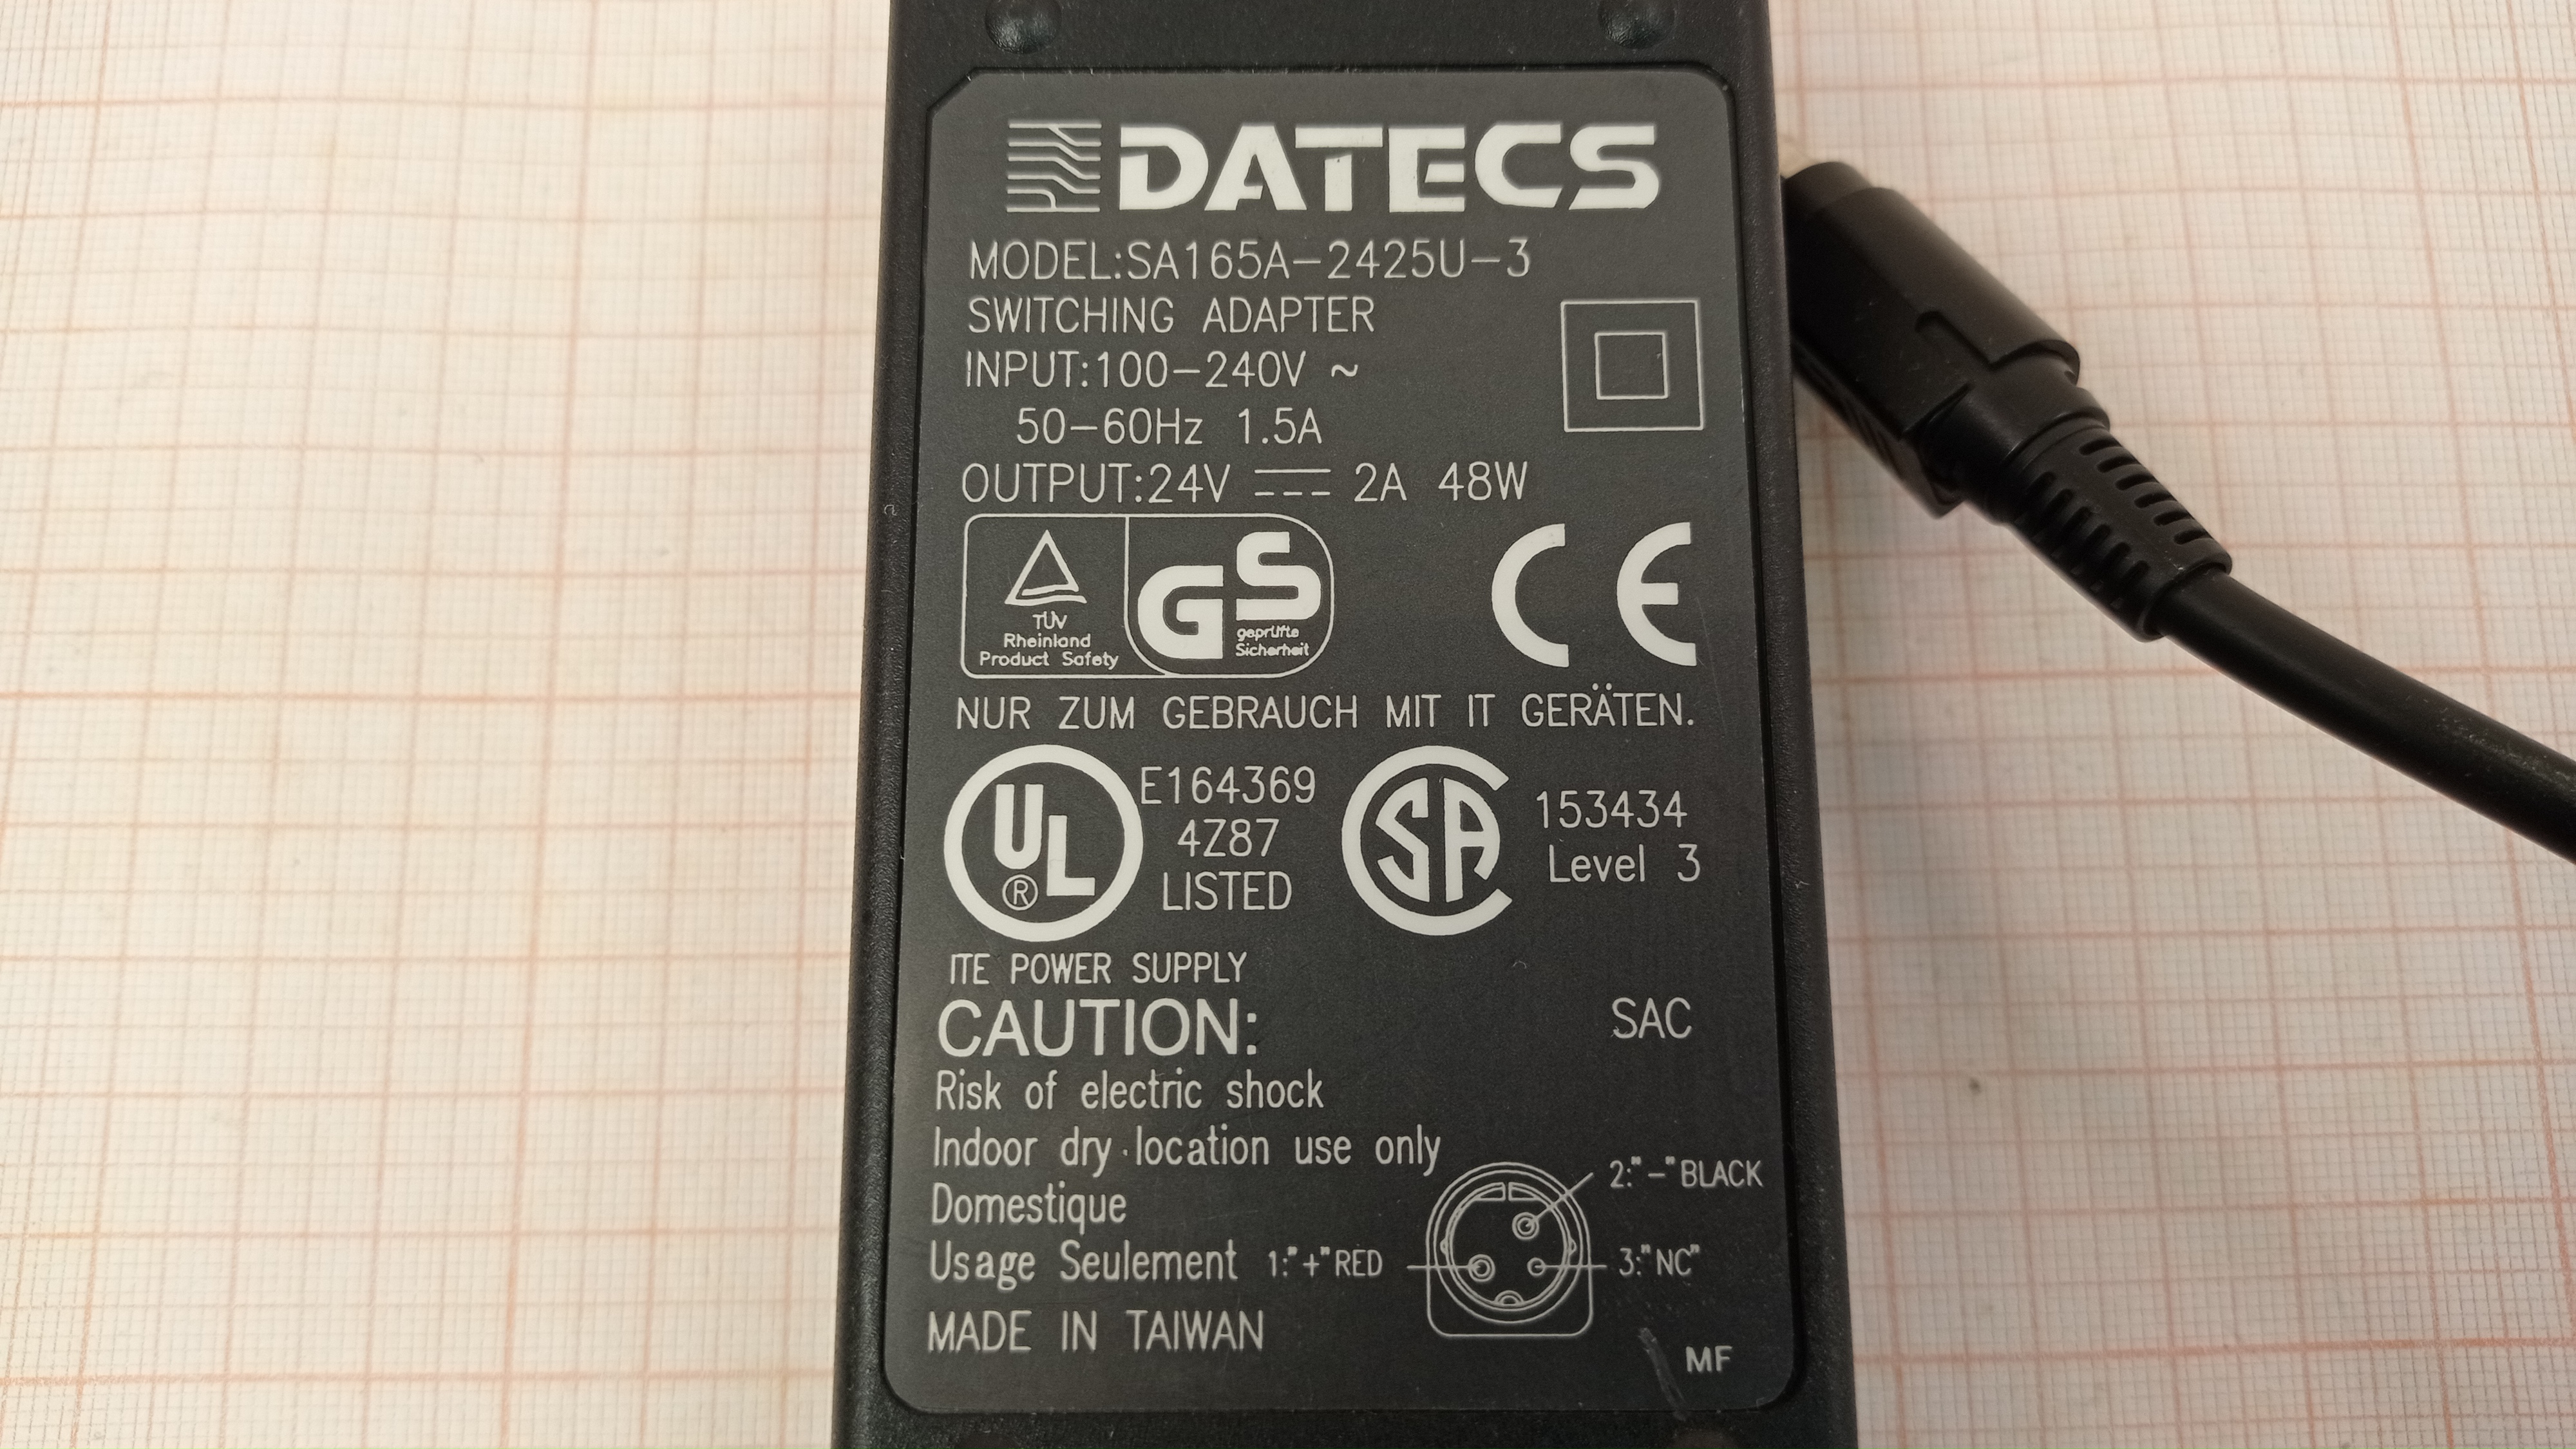 DATECS
MODEL:SA165A-2425U-3
SWITCHING ADAPTER
INPUT:100-240V ~
50-60Hz 1.5A
OUTPUT:24V ⎓ 2A 48W
TÜV
Rheinland
Product Safety
GS
geprüfte
Sicherheit
CE
NUR ZUM GEBRAUCH MIT IT GERÄTEN.
UL ®
E164369
4Z87
LISTED
SA
153434
Level 3
ITE POWER SUPPLY
CAUTION:
SAC
Risk of electric shock
Indoor dry location use only
Domestique
Usage Seulement
2:"-"BLACK
1:"+"RED
3:"NC"
MADE IN TAIWAN
MF